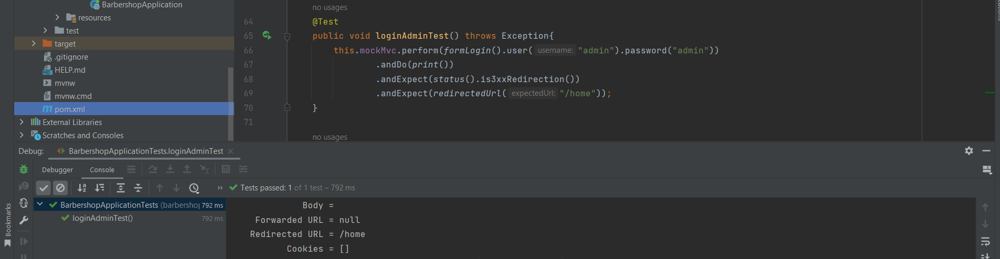 BarbershopApplication
resources
test
target
.gitignore
HELP.md
mvnw
mvnw.cmd
pom.xml
External Libraries
Scratches and Consoles
no usages
64 @Test
65 public void loginAdminTest() throws Exception{
66 this.mockMvc.perform(formLogin().user( username: "admin").password("admin"))
67 .andDo(print())
68 .andExpect(status().is3xxRedirection())
69 .andExpect(redirectedUrl( expectedUrl: "/home"));
70 }
71
no usages
Debug: BarbershopApplicationTests.loginAdminTest
Debugger Console
Tests passed: 1 of 1 test – 792 ms
BarbershopApplicationTests (barbershop 792 ms
loginAdminTest() 792 ms
Body =
Forwarded URL = null
Redirected URL = /home
Cookies = []
Bookmarks